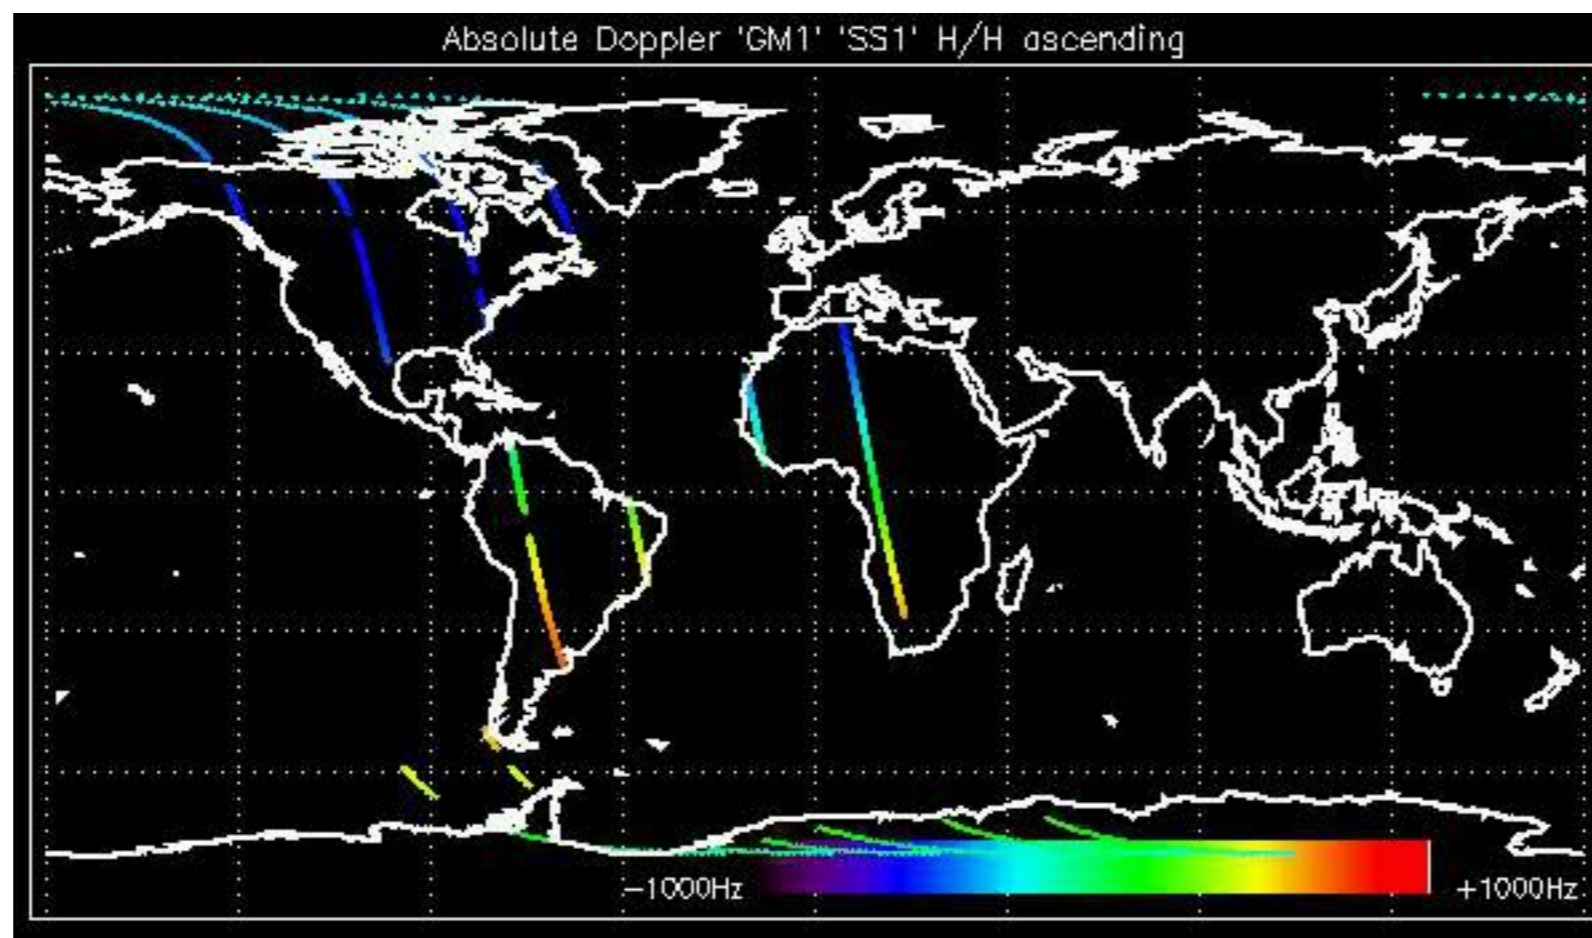 Absolute Doppler 'GM1' 'SS1' H/H ascending
-1000Hz
+1000Hz